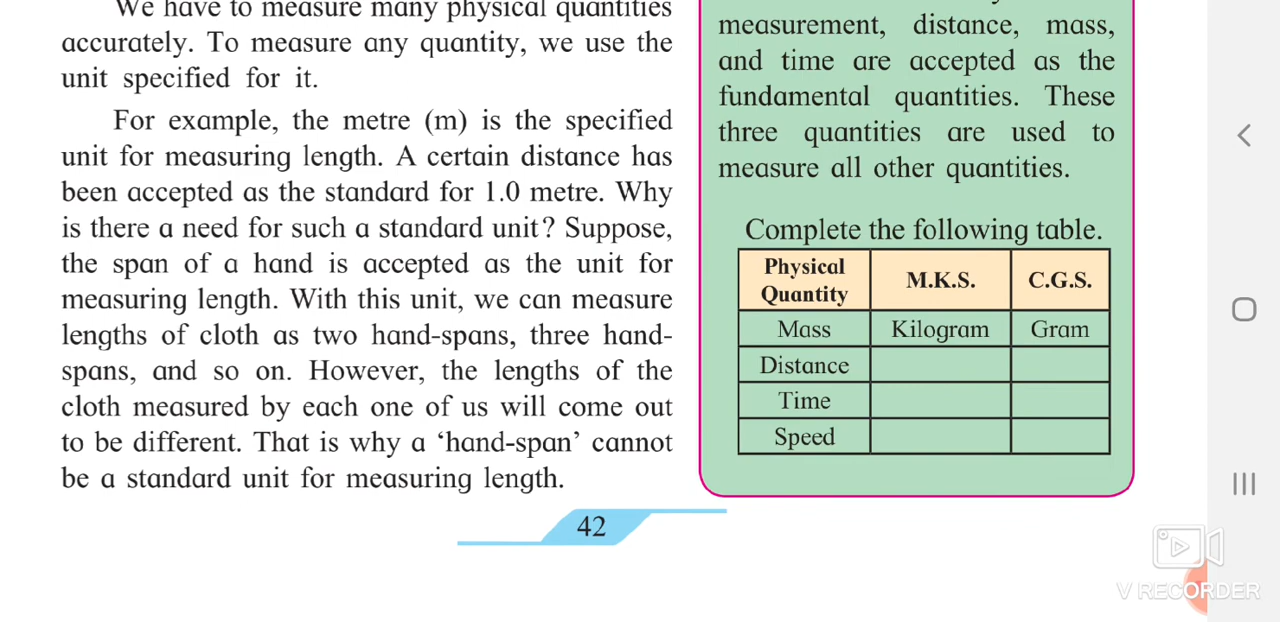 We have to measure many physical quantities
accurately. To measure any quantity, we use the
unit specified for it.
For example, the metre (m) is the specified
unit for measuring length. A certain distance has
been accepted as the standard for 1.0 metre. Why
is there a need for such a standard unit? Suppose,
the span of a hand is accepted as the unit for
measuring length. With this unit, we can measure
lengths of cloth as two hand-spans, three hand-
spans, and so on. However, the lengths of the
cloth measured by each one of us will come out
to be different. That is why a ‘hand-span’ cannot
be a standard unit for measuring length.
measurement, distance, mass,
and time are accepted as the
fundamental quantities. These
three quantities are used to
measure all other quantities.
Complete the following table.
Physical Quantity M.K.S. C.G.S.
Mass Kilogram Gram
Distance
Time
Speed
42
V RECORDER